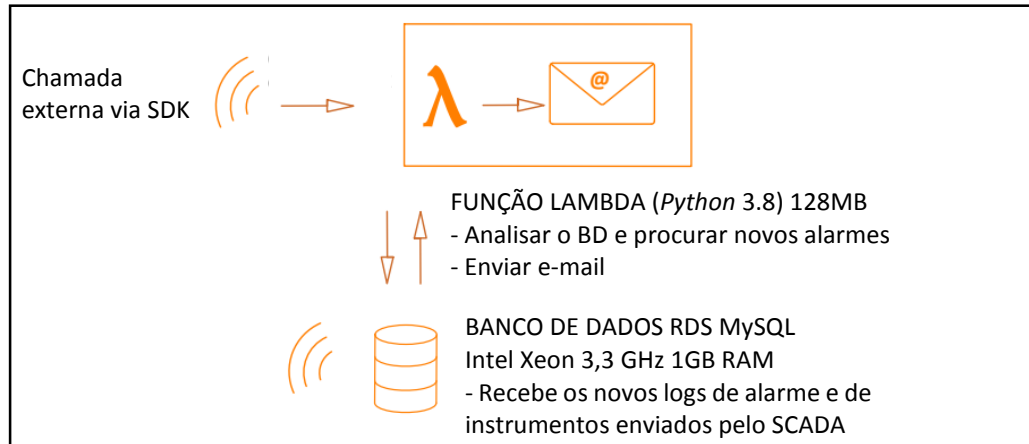 Chamada
externa via SDK
λ
@
FUNÇÃO LAMBDA (Python 3.8) 128MB
- Analisar o BD e procurar novos alarmes
- Enviar e-mail
BANCO DE DADOS RDS MySQL
Intel Xeon 3,3 GHz 1GB RAM
- Recebe os novos logs de alarme e de
instrumentos enviados pelo SCADA